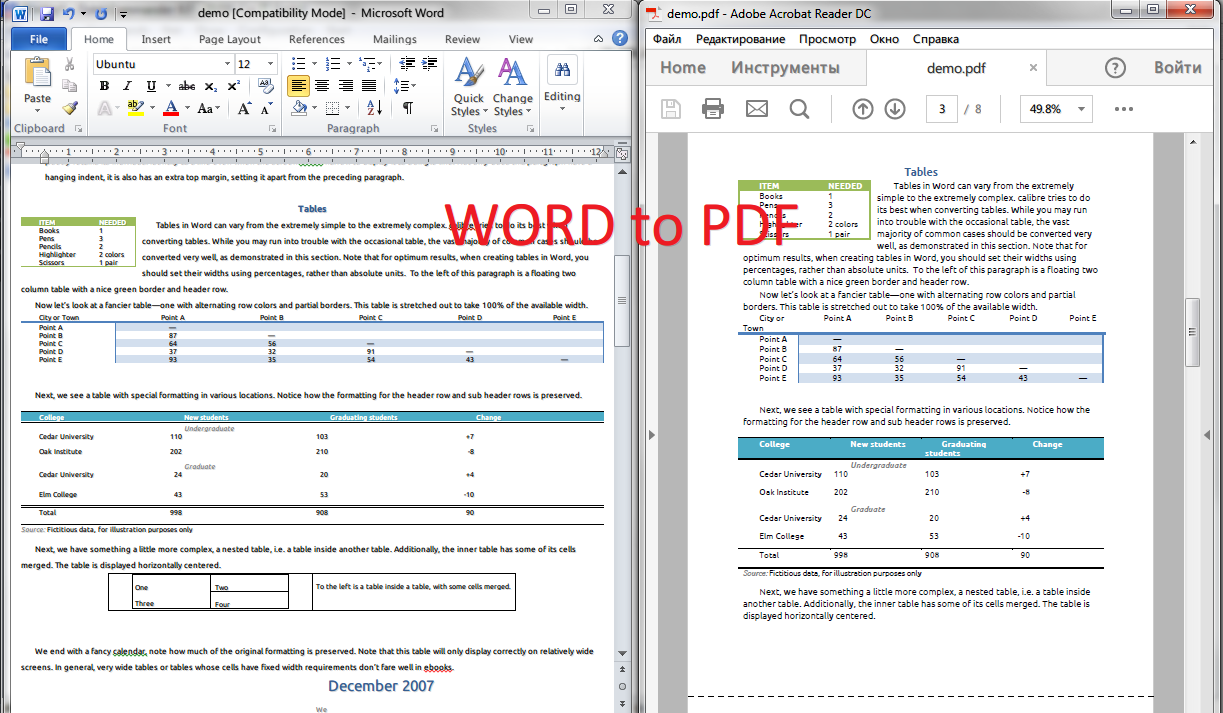 demo [Compatibility Mode] - Microsoft Word
File Home Insert Page Layout References Mailings Review View
Ubuntu 12
B I U abc x₂ x²
Paste
Quick Styles Change Styles Editing
Clipboard Font Paragraph Styles
1 2 3 4 5 6 7 8 9 10 11 12
hanging indent, it is also has an extra top margin, setting it apart from the preceding paragraph.
Tables
ITEM NEEDED
Books 1
Pens 3
Pencils 2
Highlighter 2 colors
Scissors 1 pair
Tables in Word can vary from the extremely simple to the extremely complex. calibre tries to do its best when
converting tables. While you may run into trouble with the occasional table, the vast majority of common cases should be
converted very well, as demonstrated in this section. Note that for optimum results, when creating tables in Word, you
should set their widths using percentages, rather than absolute units. To the left of this paragraph is a floating two
column table with a nice green border and header row.
Now let's look at a fancier table—one with alternating row colors and partial borders. This table is stretched out to take 100% of the available width.
City or Town Point A Point B Point C Point D Point E
Point A —
Point B 87 —
Point C 64 56 —
Point D 37 32 91 —
Point E 93 35 54 43 —
Next, we see a table with special formatting in various locations. Notice how the formatting for the header row and sub header rows is preserved.
College New students Graduating students Change
Undergraduate
Cedar University 110 103 +7
Oak Institute 202 210 -8
Graduate
Cedar University 24 20 +4
Elm College 43 53 -10
Total 998 908 90
Source: Fictitious data, for illustration purposes only
Next, we have something a little more complex, a nested table, i.e. a table inside another table. Additionally, the inner table has some of its cells
merged. The table is displayed horizontally centered.
One Two To the left is a table inside a table, with some cells merged.
Three Four
We end with a fancy calendar, note how much of the original formatting is preserved. Note that this table will only display correctly on relatively wide
screens. In general, very wide tables or tables whose cells have fixed width requirements don't fare well in ebooks.
December 2007
We
WORD to PDF
demo.pdf - Adobe Acrobat Reader DC
Файл Редактирование Просмотр Окно Справка
Home Инструменты demo.pdf × Войти
3 / 8 49.8%
Tables
ITEM NEEDED
Books 1
Pens 3
Pencils 2
Highlighter 2 colors
Scissors 1 pair
Tables in Word can vary from the extremely
simple to the extremely complex. calibre tries to do
its best when converting tables. While you may run
into trouble with the occasional table, the vast
majority of common cases should be converted very
well, as demonstrated in this section. Note that for
optimum results, when creating tables in Word, you should set their widths using
percentages, rather than absolute units. To the left of this paragraph is a floating two
column table with a nice green border and header row.
Now let's look at a fancier table—one with alternating row colors and partial
borders. This table is stretched out to take 100% of the available width.
City or Point A Point B Point C Point D Point E
Town
Point A —
Point B 87 —
Point C 64 56 —
Point D 37 32 91 —
Point E 93 35 54 43 —
Next, we see a table with special formatting in various locations. Notice how the
formatting for the header row and sub header rows is preserved.
College New students Graduating Change
students
Undergraduate
Cedar University 110 103 +7
Oak Institute 202 210 -8
Graduate
Cedar University 24 20 +4
Elm College 43 53 -10
Total 998 908 90
Source: Fictitious data, for illustration purposes only
Next, we have something a little more complex, a nested table, i.e. a table inside
another table. Additionally, the inner table has some of its cells merged. The table is
displayed horizontally centered.